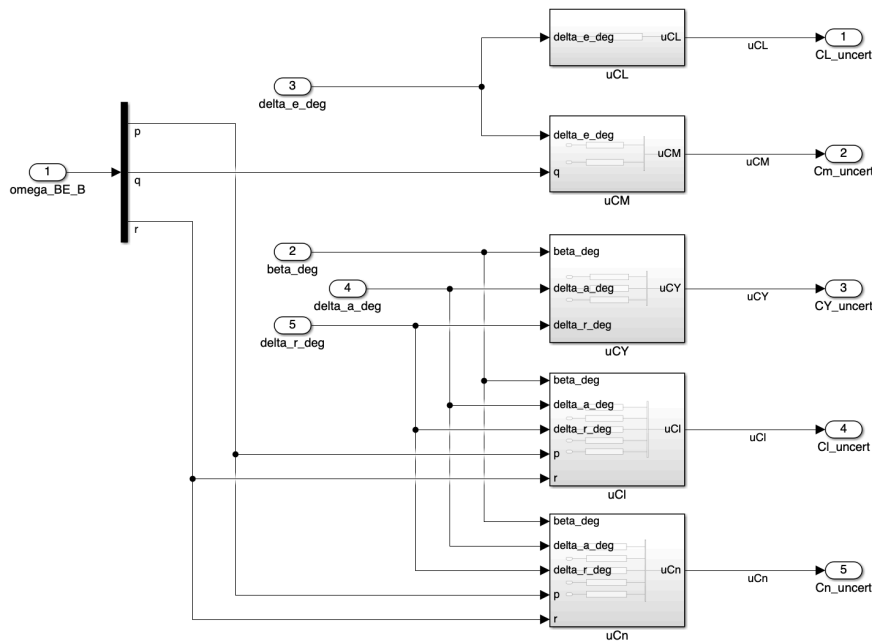 delta_e_deg
uCL
uCL
uCL
1
CL_uncert
3
delta_e_deg
delta_e_deg
q
uCM
uCM
uCM
2
Cm_uncert
1
omega_BE_B
p
q
r
2
beta_deg
4
delta_a_deg
5
delta_r_deg
beta_deg
delta_a_deg
delta_r_deg
uCY
uCY
uCY
3
CY_uncert
beta_deg
delta_a_deg
delta_r_deg
p
r
uCl
uCl
uCl
4
Cl_uncert
beta_deg
delta_a_deg
delta_r_deg
p
r
uCn
uCn
uCn
5
Cn_uncert